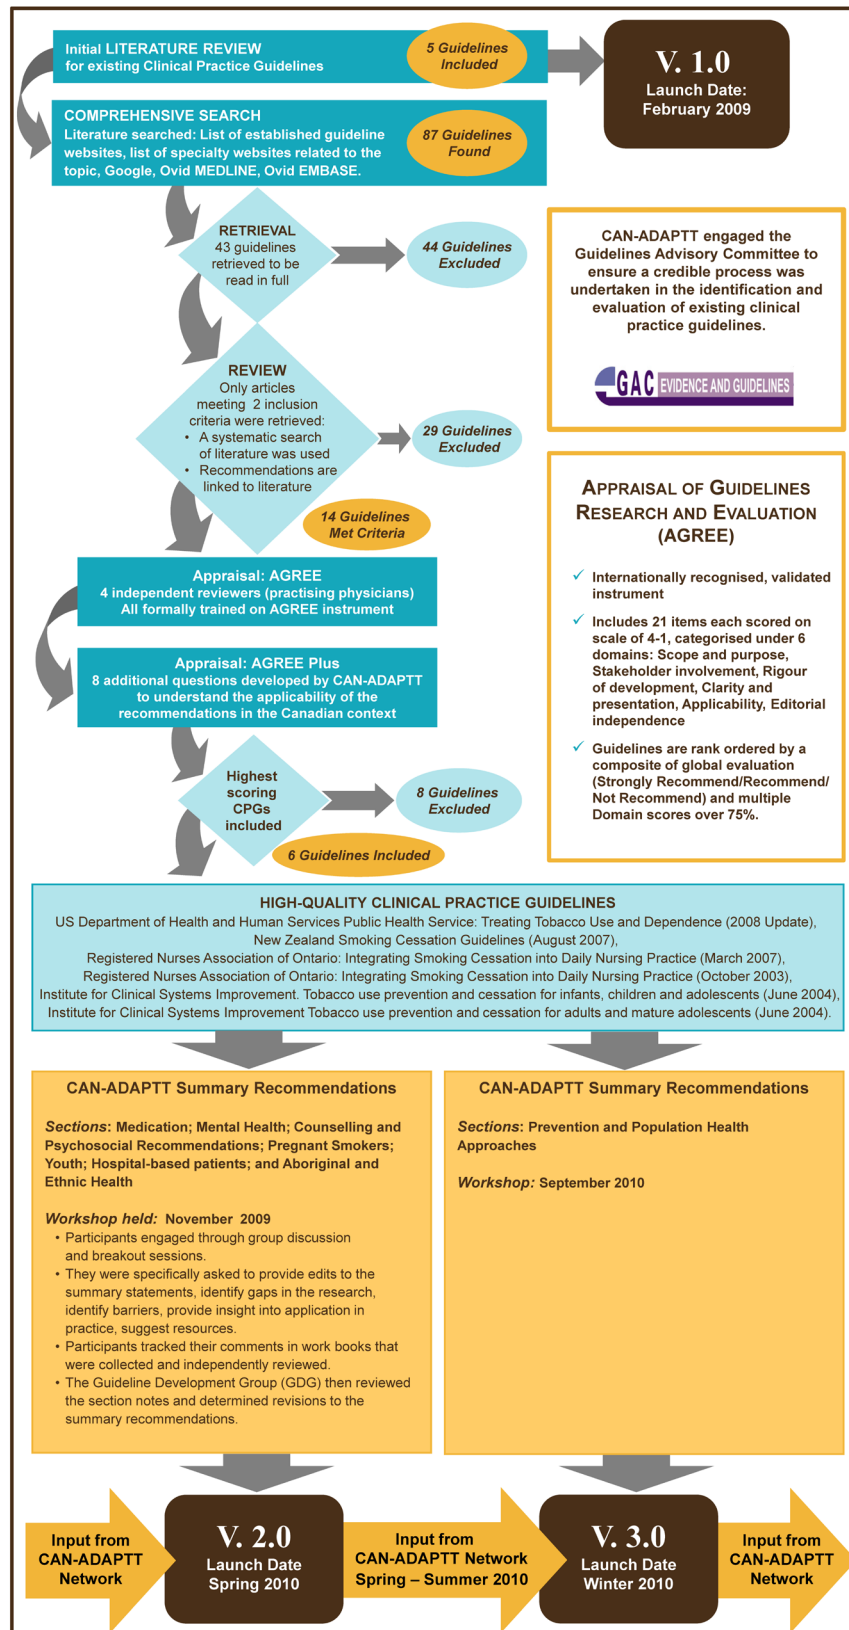 Initial LITERATURE REVIEW
for existing Clinical Practice Guidelines
5 Guidelines
Included
V. 1.0
Launch Date:
February 2009
COMPREHENSIVE SEARCH
Literature searched: List of established guideline
websites, list of specialty websites related to the
topic, Google, Ovid MEDLINE, Ovid EMBASE.
87 Guidelines
Found
RETRIEVAL
43 guidelines
retrieved to be
read in full
44 Guidelines
Excluded
CAN-ADAPTT engaged the
Guidelines Advisory Committee to
ensure a credible process was
undertaken in the identification and
evaluation of existing clinical
practice guidelines.
GAC EVIDENCE AND GUIDELINES
REVIEW
Only articles
meeting 2 inclusion
criteria were retrieved:
• A systematic search
of literature was used
• Recommendations are
linked to literature
29 Guidelines
Excluded
14 Guidelines
Met Criteria
APPRAISAL OF GUIDELINES
RESEARCH AND EVALUATION
(AGREE)
✓ Internationally recognised, validated
instrument
✓ Includes 21 items each scored on
scale of 4-1, categorised under 6
domains: Scope and purpose,
Stakeholder involvement, Rigour
of development, Clarity and
presentation, Applicability, Editorial
independence
✓ Guidelines are rank ordered by a
composite of global evaluation
(Strongly Recommend/Recommend/
Not Recommend) and multiple
Domain scores over 75%.
Appraisal: AGREE
4 independent reviewers (practising physicians)
All formally trained on AGREE instrument
Appraisal: AGREE Plus
8 additional questions developed by CAN-ADAPTT
to understand the applicability of the
recommendations in the Canadian context
Highest
scoring
CPGs
included
8 Guidelines
Excluded
6 Guidelines Included
HIGH-QUALITY CLINICAL PRACTICE GUIDELINES
US Department of Health and Human Services Public Health Service: Treating Tobacco Use and Dependence (2008 Update),
New Zealand Smoking Cessation Guidelines (August 2007),
Registered Nurses Association of Ontario: Integrating Smoking Cessation into Daily Nursing Practice (March 2007),
Registered Nurses Association of Ontario: Integrating Smoking Cessation into Daily Nursing Practice (October 2003),
Institute for Clinical Systems Improvement. Tobacco use prevention and cessation for infants, children and adolescents (June 2004),
Institute for Clinical Systems Improvement Tobacco use prevention and cessation for adults and mature adolescents (June 2004).
CAN-ADAPTT Summary Recommendations
Sections: Medication; Mental Health; Counselling and
Psychosocial Recommendations; Pregnant Smokers;
Youth; Hospital-based patients; and Aboriginal and
Ethnic Health
Workshop held: November 2009
• Participants engaged through group discussion
and breakout sessions.
• They were specifically asked to provide edits to the
summary statements, identify gaps in the research,
identify barriers, provide insight into application in
practice, suggest resources.
• Participants tracked their comments in work books that
were collected and independently reviewed.
• The Guideline Development Group (GDG) then reviewed
the section notes and determined revisions to the
summary recommendations.
CAN-ADAPTT Summary Recommendations
Sections: Prevention and Population Health
Approaches
Workshop: September 2010
Input from
CAN-ADAPTT
Network
V. 2.0
Launch Date
Spring 2010
Input from
CAN-ADAPTT Network
Spring – Summer 2010
V. 3.0
Launch Date
Winter 2010
Input from
CAN-ADAPTT
Network